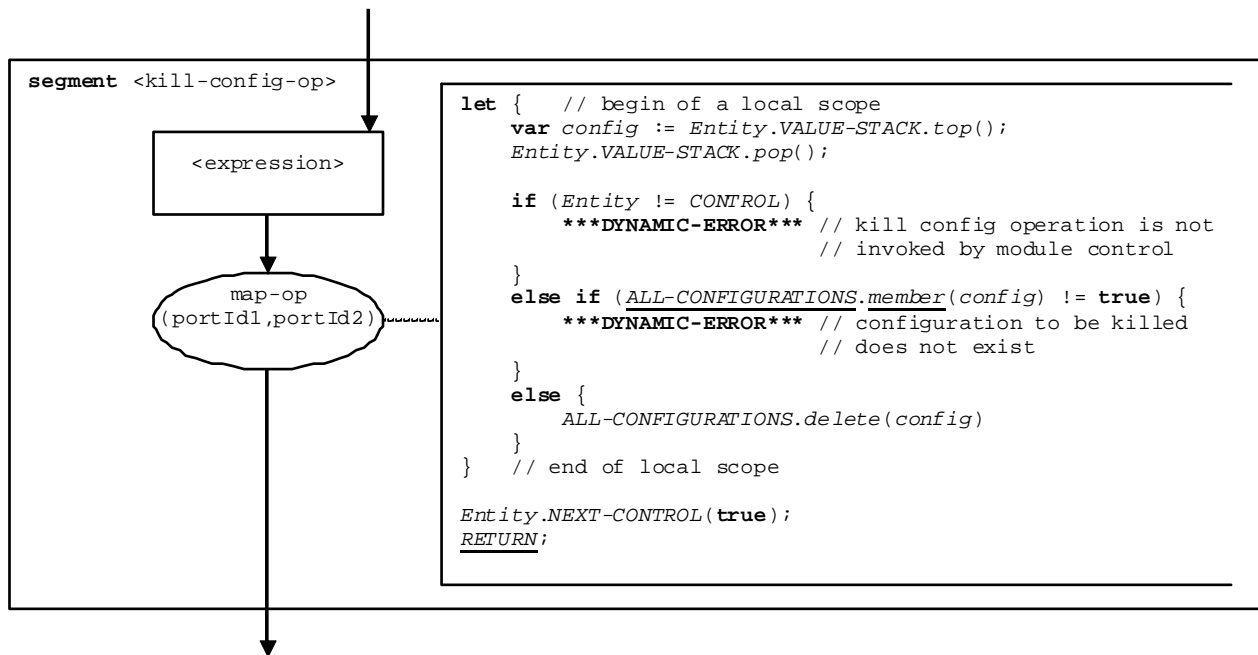 segment <kill-config-op>
<expression>
map-op
(portId1,portId2)
let {   // begin of a local scope
    var config := Entity.VALUE-STACK.top();
    Entity.VALUE-STACK.pop();
    if (Entity != CONTROL) {
        ***DYNAMIC-ERROR*** // kill config operation is not
                            // invoked by module control
    }
    else if (ALL-CONFIGURATIONS.member(config) != true) {
        ***DYNAMIC-ERROR*** // configuration to be killed
                            // does not exist
    }
    else {
        ALL-CONFIGURATIONS.delete(config)
    }
}   // end of local scope
Entity.NEXT-CONTROL(true);
RETURN;